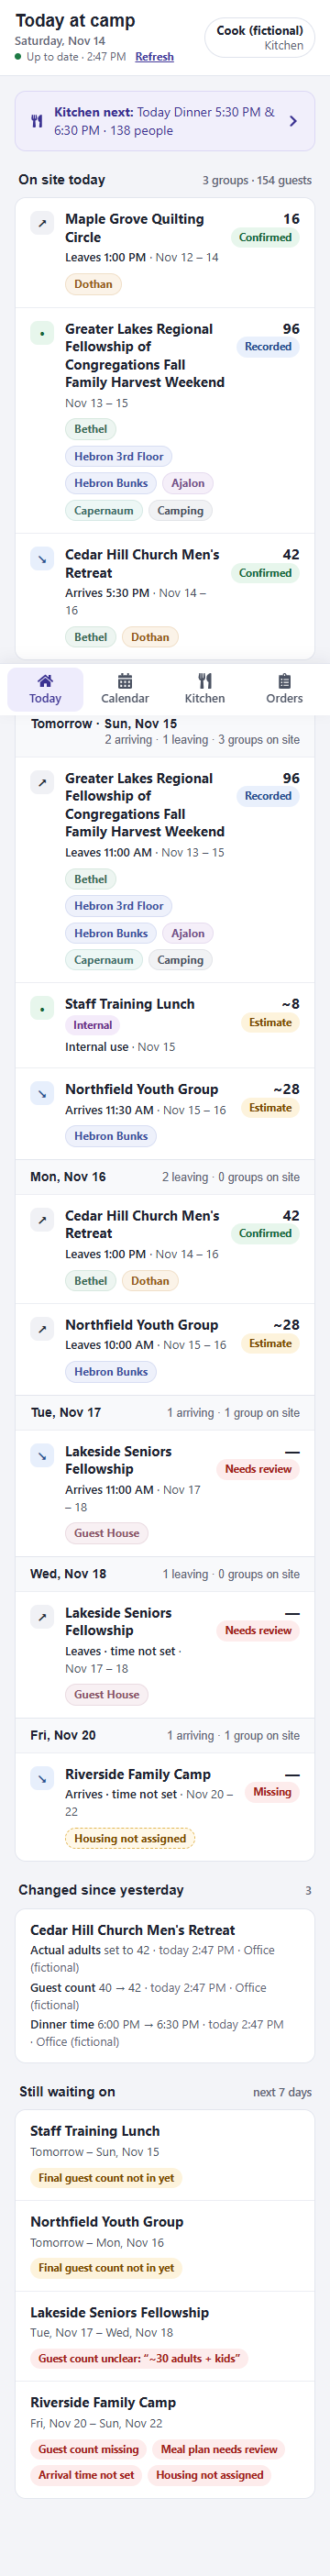 Today at camp
Saturday, Nov 14
Up to date · 2:47 PM Refresh
Cook (fictional)
Kitchen
Kitchen next: Today Dinner 5:30 PM &
6:30 PM · 138 people
On site today
3 groups · 154 guests
Maple Grove Quilting
Circle
16
Confirmed
Leaves 1:00 PM · Nov 12 – 14
Dothan
Greater Lakes Regional
Fellowship of
Congregations Fall
Family Harvest Weekend
96
Recorded
Nov 13 – 15
Bethel
Hebron 3rd Floor
Hebron Bunks Ajalon
Capernaum Camping
Cedar Hill Church Men's
Retreat
42
Confirmed
Arrives 5:30 PM · Nov 14 –
16
Bethel Dothan
Today Calendar Kitchen Orders
Tomorrow · Sun, Nov 15
2 arriving · 1 leaving · 3 groups on site
Greater Lakes Regional
Fellowship of
Congregations Fall
Family Harvest Weekend
96
Recorded
Leaves 11:00 AM · Nov 13 – 15
Bethel
Hebron 3rd Floor
Hebron Bunks Ajalon
Capernaum Camping
Staff Training Lunch
~8
Estimate
Internal
Internal use · Nov 15
Northfield Youth Group
~28
Estimate
Arrives 11:30 AM · Nov 15 – 16
Hebron Bunks
Mon, Nov 16
2 leaving · 0 groups on site
Cedar Hill Church Men's
Retreat
42
Confirmed
Leaves 1:00 PM · Nov 14 – 16
Bethel Dothan
Northfield Youth Group
~28
Estimate
Leaves 10:00 AM · Nov 15 – 16
Hebron Bunks
Tue, Nov 17
1 arriving · 1 group on site
Lakeside Seniors
Fellowship
—
Needs review
Arrives 11:00 AM · Nov 17
– 18
Guest House
Wed, Nov 18
1 leaving · 0 groups on site
Lakeside Seniors
Fellowship
—
Needs review
Leaves · time not set ·
Nov 17 – 18
Guest House
Fri, Nov 20
1 arriving · 1 group on site
Riverside Family Camp
—
Missing
Arrives · time not set · Nov 20 –
22
Housing not assigned
Changed since yesterday
3
Cedar Hill Church Men's Retreat
Actual adults set to 42 · today 2:47 PM · Office
(fictional)
Guest count 40 → 42 · today 2:47 PM · Office
(fictional)
Dinner time 6:00 PM → 6:30 PM · today 2:47 PM
· Office (fictional)
Still waiting on
next 7 days
Staff Training Lunch
Tomorrow – Sun, Nov 15
Final guest count not in yet
Northfield Youth Group
Tomorrow – Mon, Nov 16
Final guest count not in yet
Lakeside Seniors Fellowship
Tue, Nov 17 – Wed, Nov 18
Guest count unclear: “~30 adults + kids”
Riverside Family Camp
Fri, Nov 20 – Sun, Nov 22
Guest count missing Meal plan needs review
Arrival time not set Housing not assigned